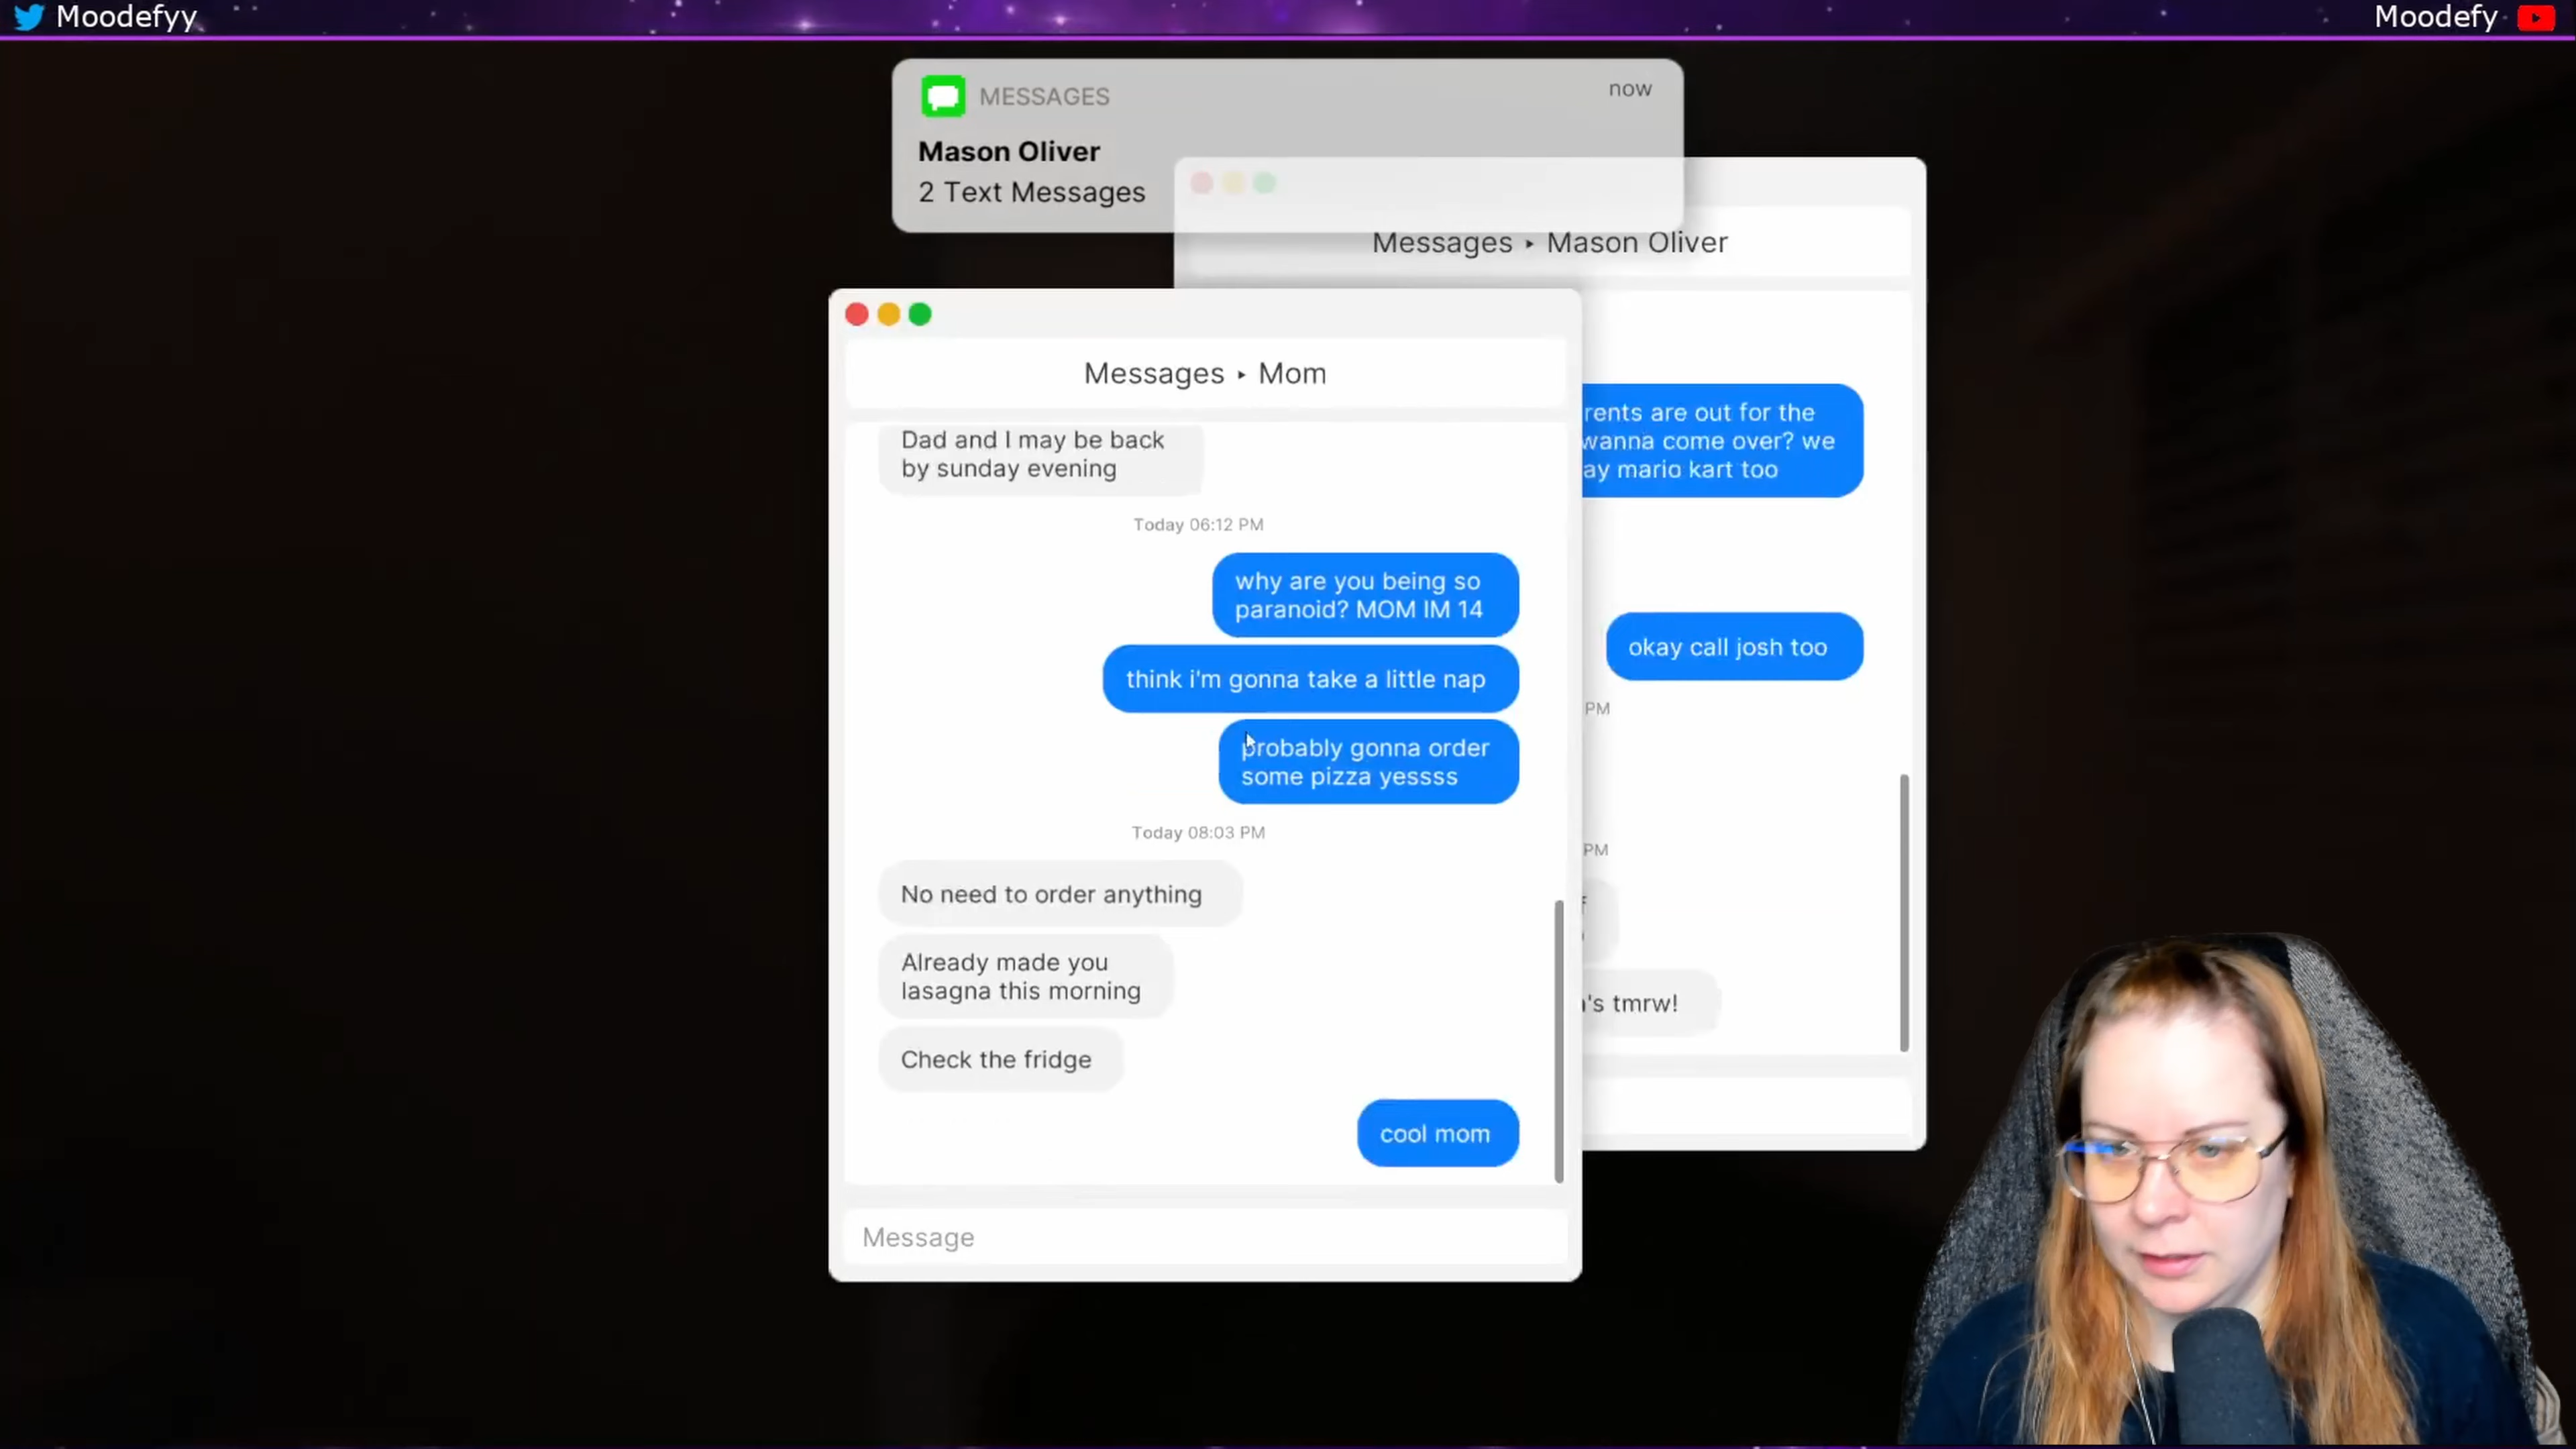 Moodefyy
Moodefy
MESSAGES
now
Mason Oliver
2 Text Messages
Messages ▸ Mason Oliver
rents are out for the
wanna come over? we
ay mario kart too
okay call josh too
PM
PM
's tmrw!
Messages ▸ Mom
Dad and I may be back
by sunday evening
Today 06:12 PM
why are you being so
paranoid? MOM IM 14
think i'm gonna take a little nap
probably gonna order
some pizza yessss
Today 08:03 PM
No need to order anything
Already made you
lasagna this morning
Check the fridge
cool mom
Message